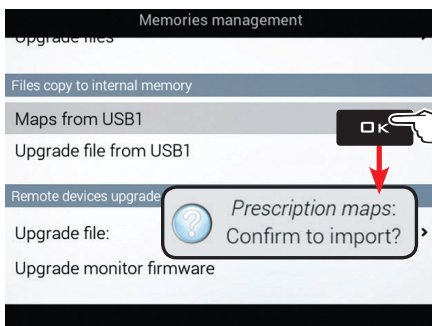 Memories management
Upgrade files
Files copy to internal memory
Maps from USB1
OK
Upgrade file from USB1
Remote devices upgrade
Prescription maps:
Confirm to import?
Upgrade file:
Upgrade monitor firmware